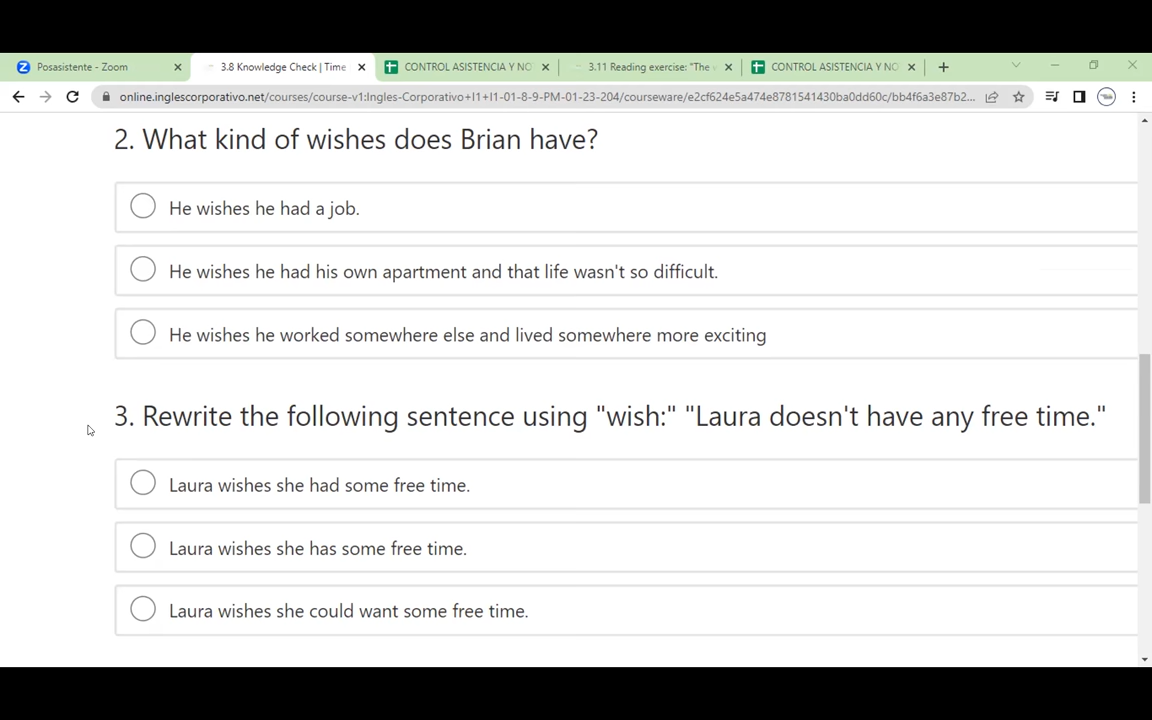 Posasistente - Zoom
3.8 Knowledge Check | Time
CONTROL ASISTENCIA Y NO
3.11 Reading exercise: "The
CONTROL ASISTENCIA Y NO
online.inglescorporativo.net/courses/course-v1:Ingles-Corporativo+I1+I1-01-8-9-PM-01-23-204/courseware/e2cf624e5a474e8781541430ba0dd60c/bb4f6a3e87b2...
2. What kind of wishes does Brian have?
He wishes he had a job.
He wishes he had his own apartment and that life wasn't so difficult.
He wishes he worked somewhere else and lived somewhere more exciting
3. Rewrite the following sentence using "wish:" "Laura doesn't have any free time."
Laura wishes she had some free time.
Laura wishes she has some free time.
Laura wishes she could want some free time.